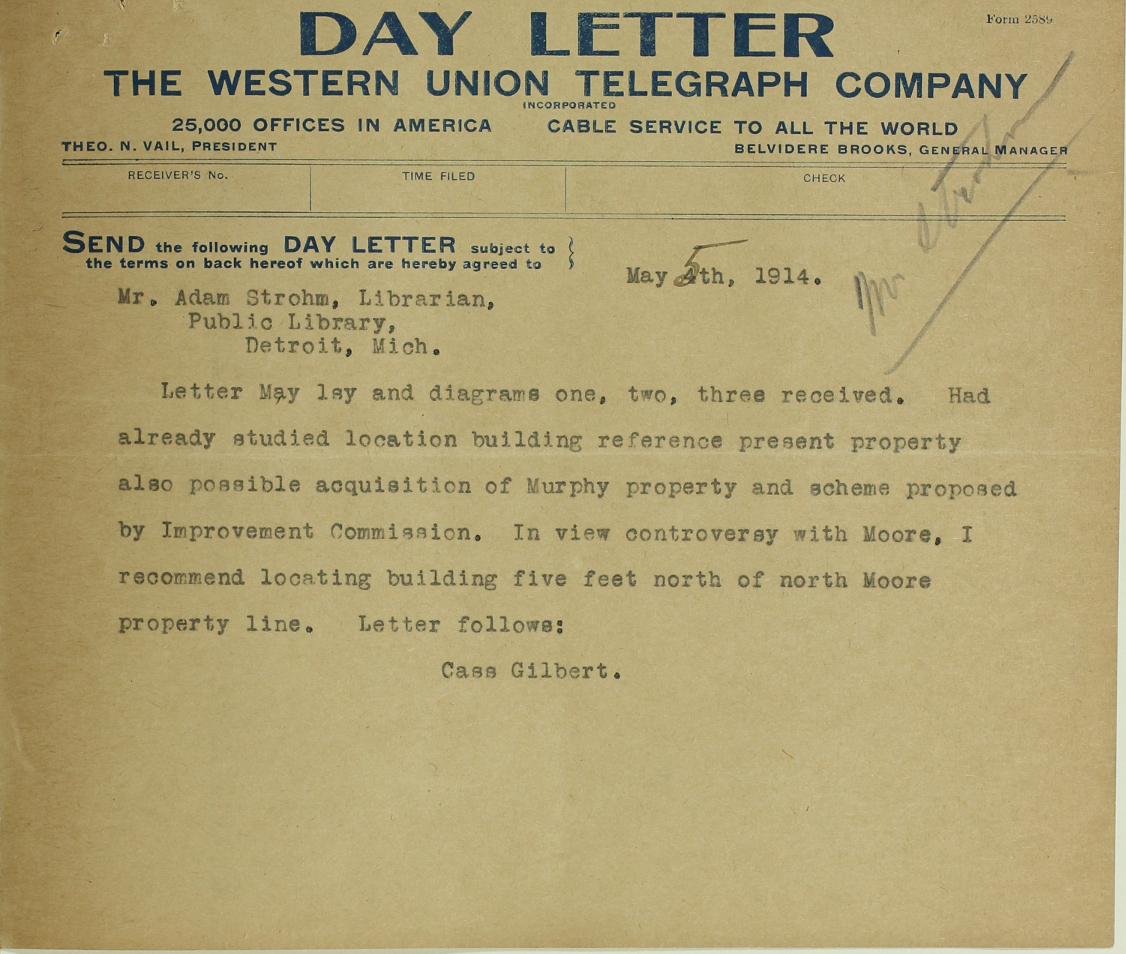 Form 2589
DAY LETTER
THE WESTERN UNION TELEGRAPH COMPANY
INCORPORATED
25,000 OFFICES IN AMERICA CABLE SERVICE TO ALL THE WORLD
THEO. N. VAIL, PRESIDENT BELVIDERE BROOKS, GENERAL MANAGER
RECEIVER'S No. TIME FILED CHECK
SEND the following DAY LETTER subject to
the terms on back hereof which are hereby agreed to
May 5th, 1914.
Mr. Strohm
Mr. Adam Strohm, Librarian,
Public Library,
Detroit, Mich.
Letter May 1sy and diagrams one, two, three received. Had
already studied location building reference present property
also possible acquisition of Murphy property and scheme proposed
by Improvement Commission. In view controversy with Moore, I
recommend locating building five feet north of north Moore
property line. Letter follows:
Cass Gilbert.